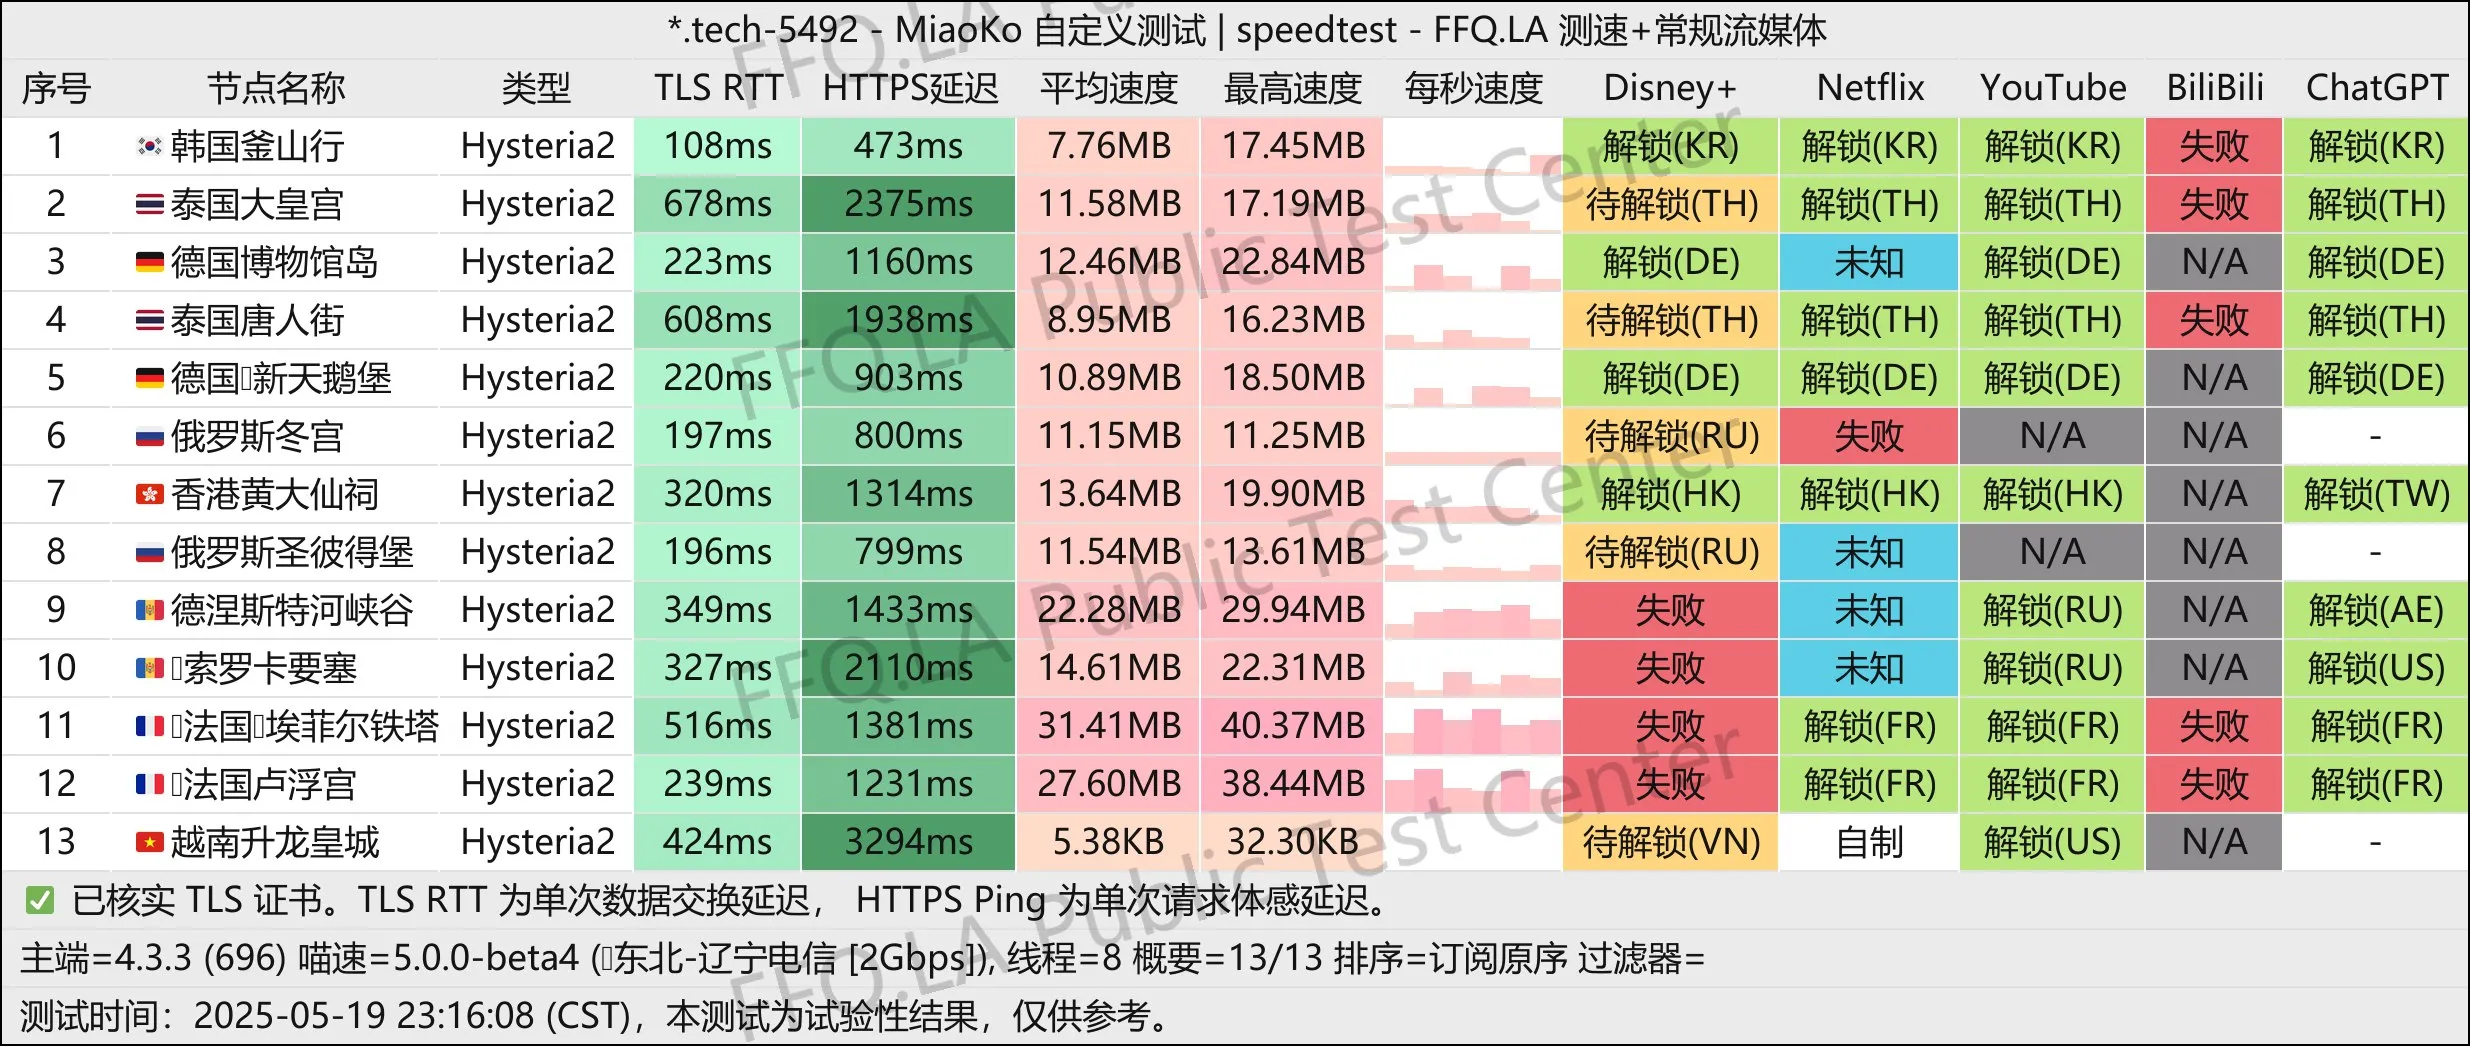 *.tech-5492 - MiaoKo 自定义测试 | speedtest - FFQ.LA 测速+常规流媒体
序号 节点名称 类型 TLS RTT HTTPS延迟 平均速度 最高速度 每秒速度 Disney+ Netflix YouTube BiliBili ChatGPT
1 韩国釜山行 Hysteria2 108ms 473ms 7.76MB 17.45MB 解锁(KR) 解锁(KR) 解锁(KR) 失败 解锁(KR)
2 泰国大皇宫 Hysteria2 678ms 2375ms 11.58MB 17.19MB 待解锁(TH) 解锁(TH) 解锁(TH) 失败 解锁(TH)
3 德国博物馆岛 Hysteria2 223ms 1160ms 12.46MB 22.84MB 解锁(DE) 未知 解锁(DE) N/A 解锁(DE)
4 泰国唐人街 Hysteria2 608ms 1938ms 8.95MB 16.23MB 待解锁(TH) 解锁(TH) 解锁(TH) 失败 解锁(TH)
5 德国新天鹅堡 Hysteria2 220ms 903ms 10.89MB 18.50MB 解锁(DE) 解锁(DE) 解锁(DE) N/A 解锁(DE)
6 俄罗斯冬宫 Hysteria2 197ms 800ms 11.15MB 11.25MB 待解锁(RU) 失败 N/A N/A -
7 香港黄大仙祠 Hysteria2 320ms 1314ms 13.64MB 19.90MB 解锁(HK) 解锁(HK) 解锁(HK) N/A 解锁(TW)
8 俄罗斯圣彼得堡 Hysteria2 196ms 799ms 11.54MB 13.61MB 待解锁(RU) 未知 N/A N/A -
9 德涅斯特河峡谷 Hysteria2 349ms 1433ms 22.28MB 29.94MB 失败 未知 解锁(RU) N/A 解锁(AE)
10 索罗卡要塞 Hysteria2 327ms 2110ms 14.61MB 22.31MB 失败 未知 解锁(RU) N/A 解锁(US)
11 法国埃菲尔铁塔 Hysteria2 516ms 1381ms 31.41MB 40.37MB 失败 解锁(FR) 解锁(FR) 失败 解锁(FR)
12 法国卢浮宫 Hysteria2 239ms 1231ms 27.60MB 38.44MB 失败 解锁(FR) 解锁(FR) 失败 解锁(FR)
13 越南升龙皇城 Hysteria2 424ms 3294ms 5.38KB 32.30KB 待解锁(VN) 自制 解锁(US) N/A -
✅ 已核实 TLS 证书。TLS RTT 为单次数据交换延迟， HTTPS Ping 为单次请求体感延迟。
主端=4.3.3 (696) 喵速=5.0.0-beta4 (东北-辽宁电信 [2Gbps]), 线程=8 概要=13/13 排序=订阅原序 过滤器=
测试时间：2025-05-19 23:16:08 (CST)，本测试为试验性结果，仅供参考。
FFQ.LA Public Test Center
FFQ.LA Public Test Center
FFQ.LA Public Test Center
FFQ.LA